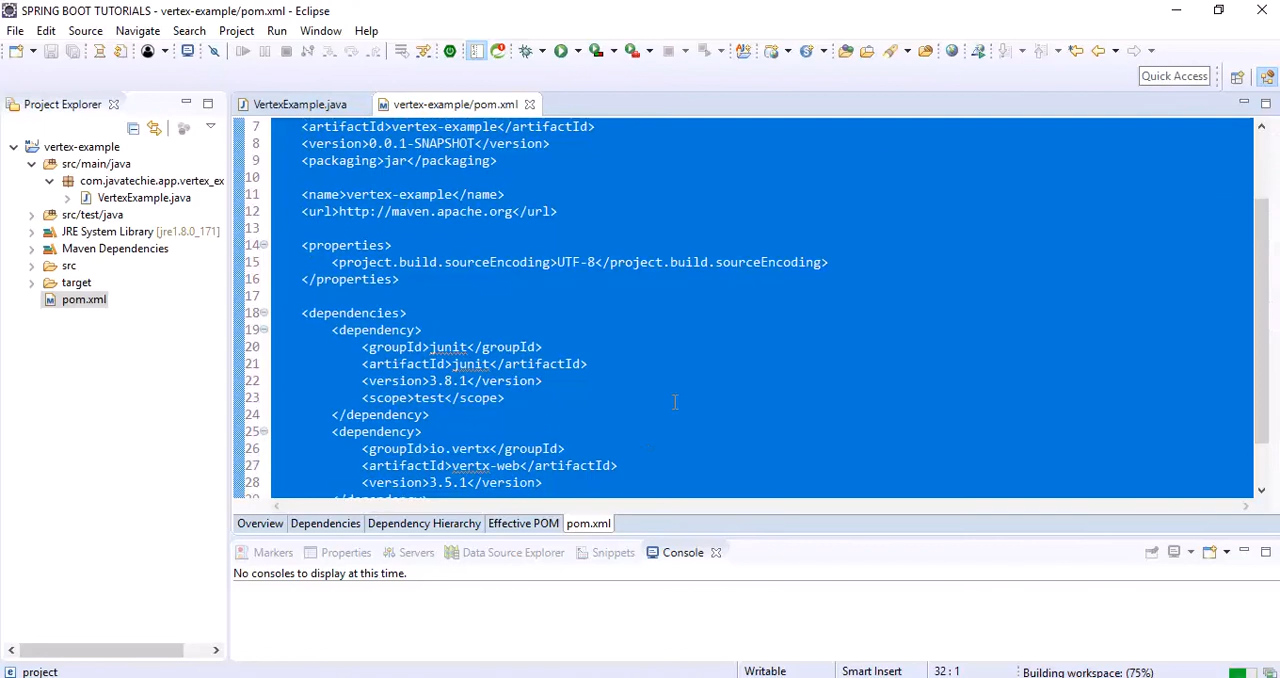 SPRING BOOT TUTORIALS - vertex-example/pom.xml - Eclipse
File Edit Source Navigate Search Project Run Window Help
Quick Access
Project Explorer
vertex-example
src/main/java
com.javatechie.app.vertex_ex
VertexExample.java
src/test/java
JRE System Library [jre1.8.0_171]
Maven Dependencies
src
target
pom.xml
VertexExample.java vertex-example/pom.xml
7 <artifactId>vertex-example</artifactId>
8 <version>0.0.1-SNAPSHOT</version>
9 <packaging>jar</packaging>
10
11 <name>vertex-example</name>
12 <url>http://maven.apache.org</url>
13
14 <properties>
15 <project.build.sourceEncoding>UTF-8</project.build.sourceEncoding>
16 </properties>
17
18 <dependencies>
19 <dependency>
20 <groupId>junit</groupId>
21 <artifactId>junit</artifactId>
22 <version>3.8.1</version>
23 <scope>test</scope>
24 </dependency>
25 <dependency>
26 <groupId>io.vertx</groupId>
27 <artifactId>vertx-web</artifactId>
28 <version>3.5.1</version>
Overview Dependencies Dependency Hierarchy Effective POM pom.xml
Markers Properties Servers Data Source Explorer Snippets Console
No consoles to display at this time.
project Writable Smart Insert 32 : 1 Building workspace: (75%)